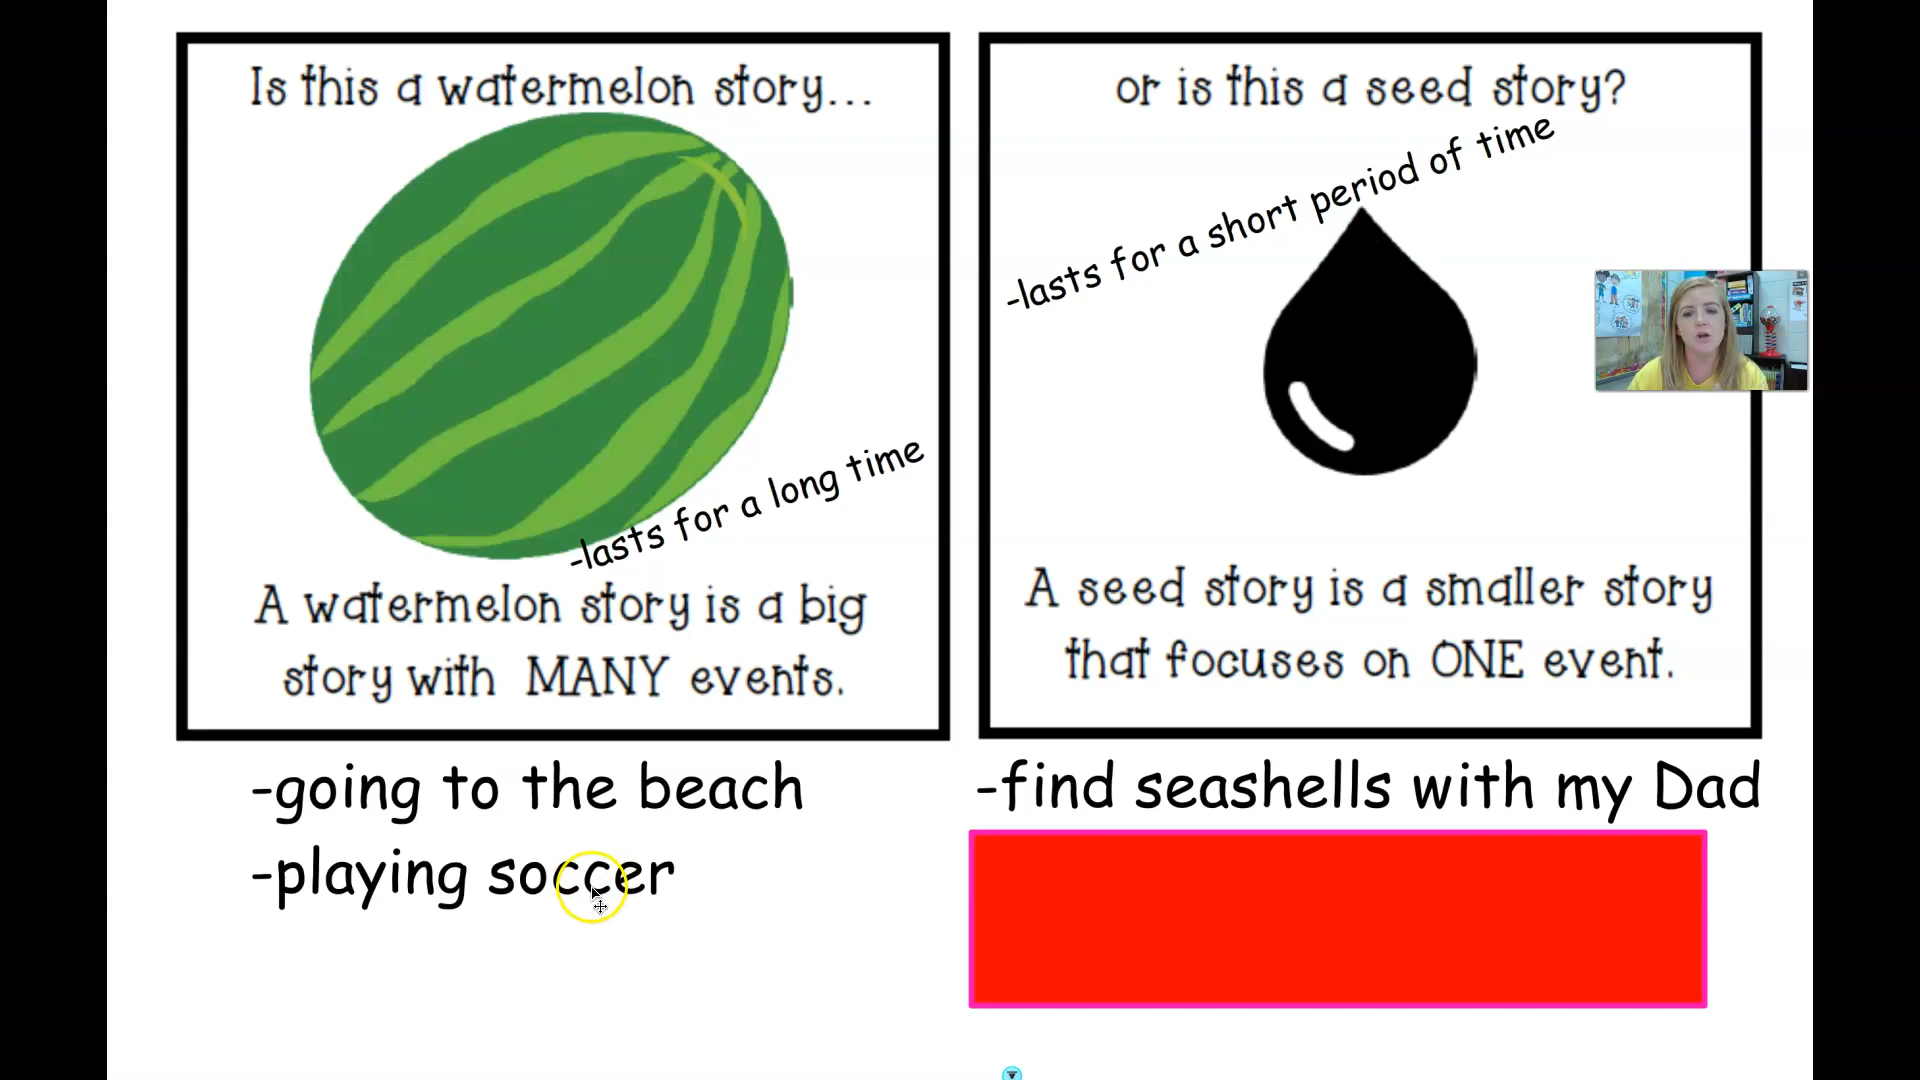 Is this a watermelon story...
-lasts for a long time
A watermelon story is a big
story with MANY events.
-going to the beach
-playing soccer
or is this a seed story?
-lasts for a short period of time
A seed story is a smaller story
that focuses on ONE event.
-find seashells with my Dad